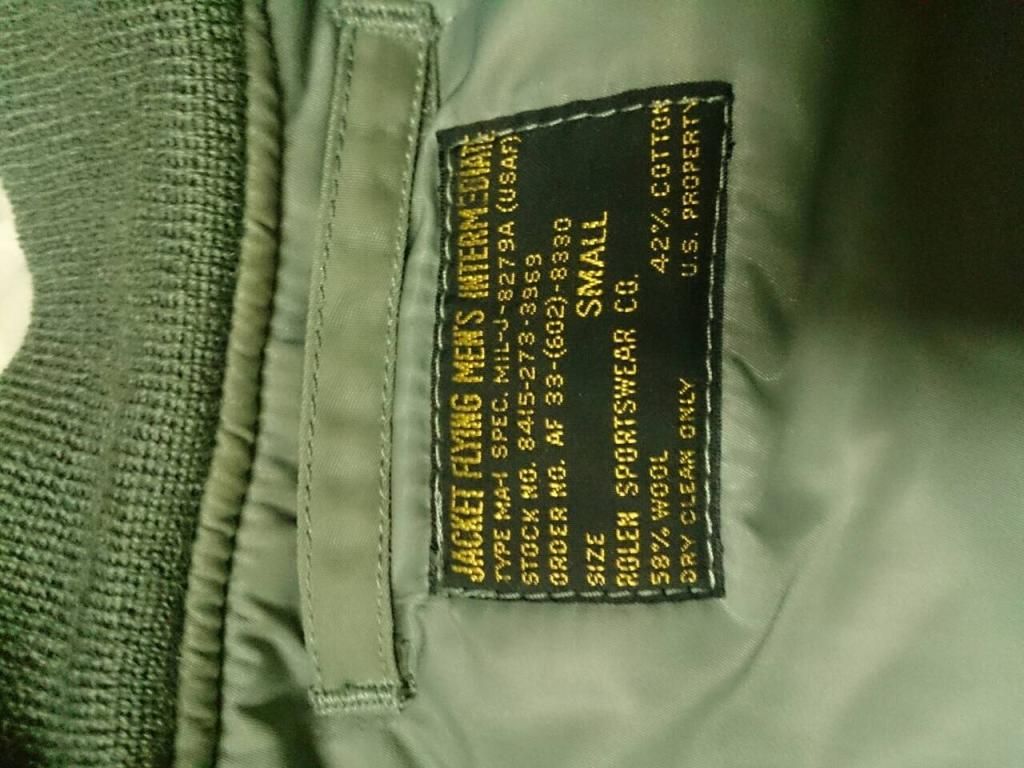 JACKET FLYING MEN'S INTERMEDIATE
TYPE MA-1 SPEC. MIL-J-8279A (USAF)
STOCK NO. 8415-273-3959
ORDER NO. AF 33-(602)-8330
SIZE SMALL
ROLEN SPORTSWEAR CO.
58% WOOL 42% COTTON
DRY CLEAN ONLY U.S. PROPERTY